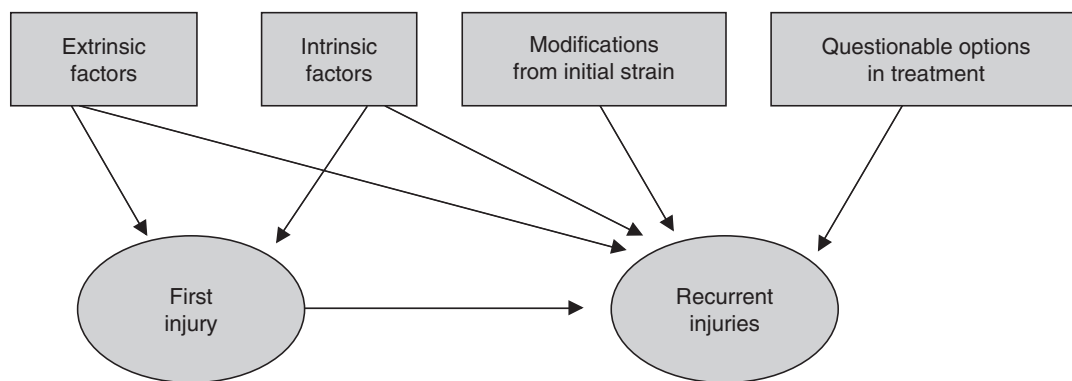 Extrinsic
factors
Intrinsic
factors
Modifications
from initial strain
Questionable options
in treatment
First
injury
Recurrent
injuries